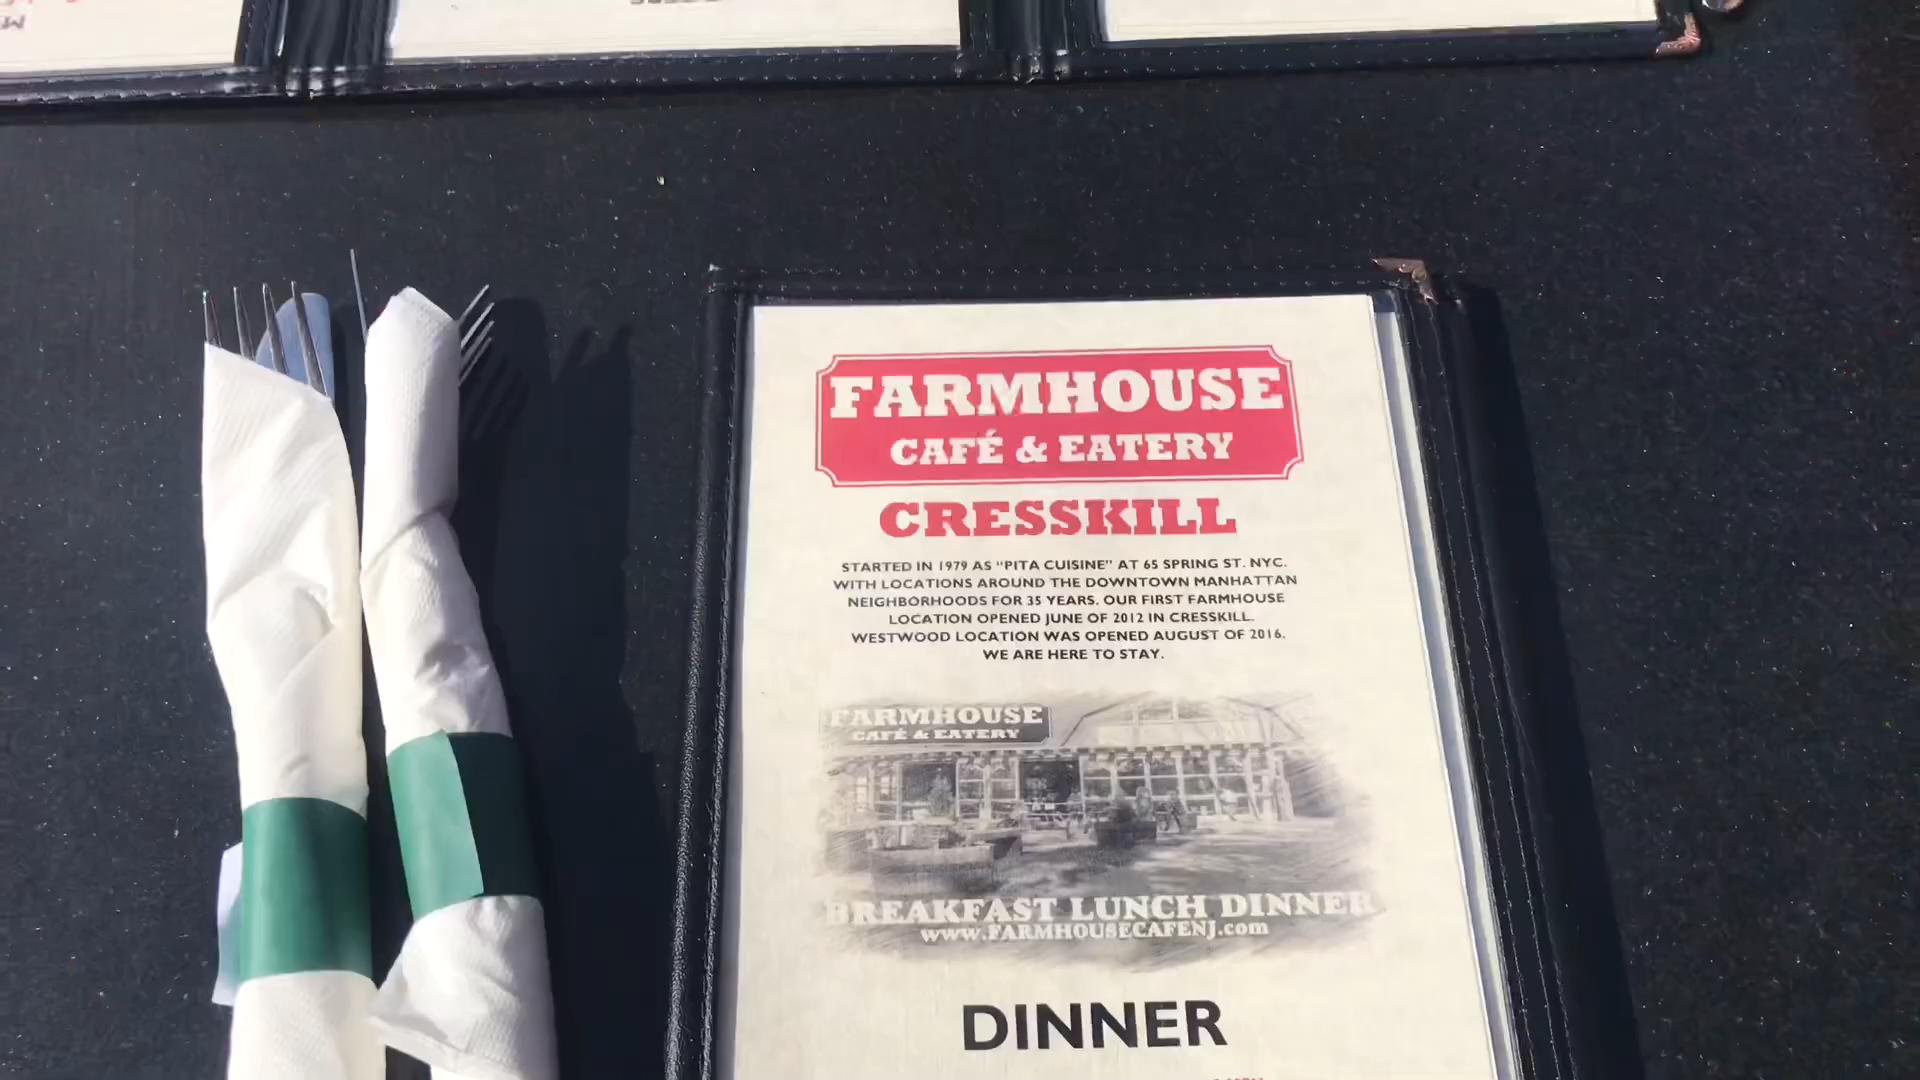 FARMHOUSE
CAFÉ & EATERY
CRESSKILL
STARTED IN 1979 AS "PITA CUISINE" AT 65 SPRING ST. NYC.
WITH LOCATIONS AROUND THE DOWNTOWN MANHATTAN
NEIGHBORHOODS FOR 35 YEARS. OUR FIRST FARMHOUSE
LOCATION OPENED JUNE OF 2012 IN CRESSKILL.
WESTWOOD LOCATION WAS OPENED AUGUST OF 2016.
WE ARE HERE TO STAY.
FARMHOUSE
CAFÉ & EATERY
BREAKFAST LUNCH DINNER
www.FARMHOUSECAFENJ.com
DINNER